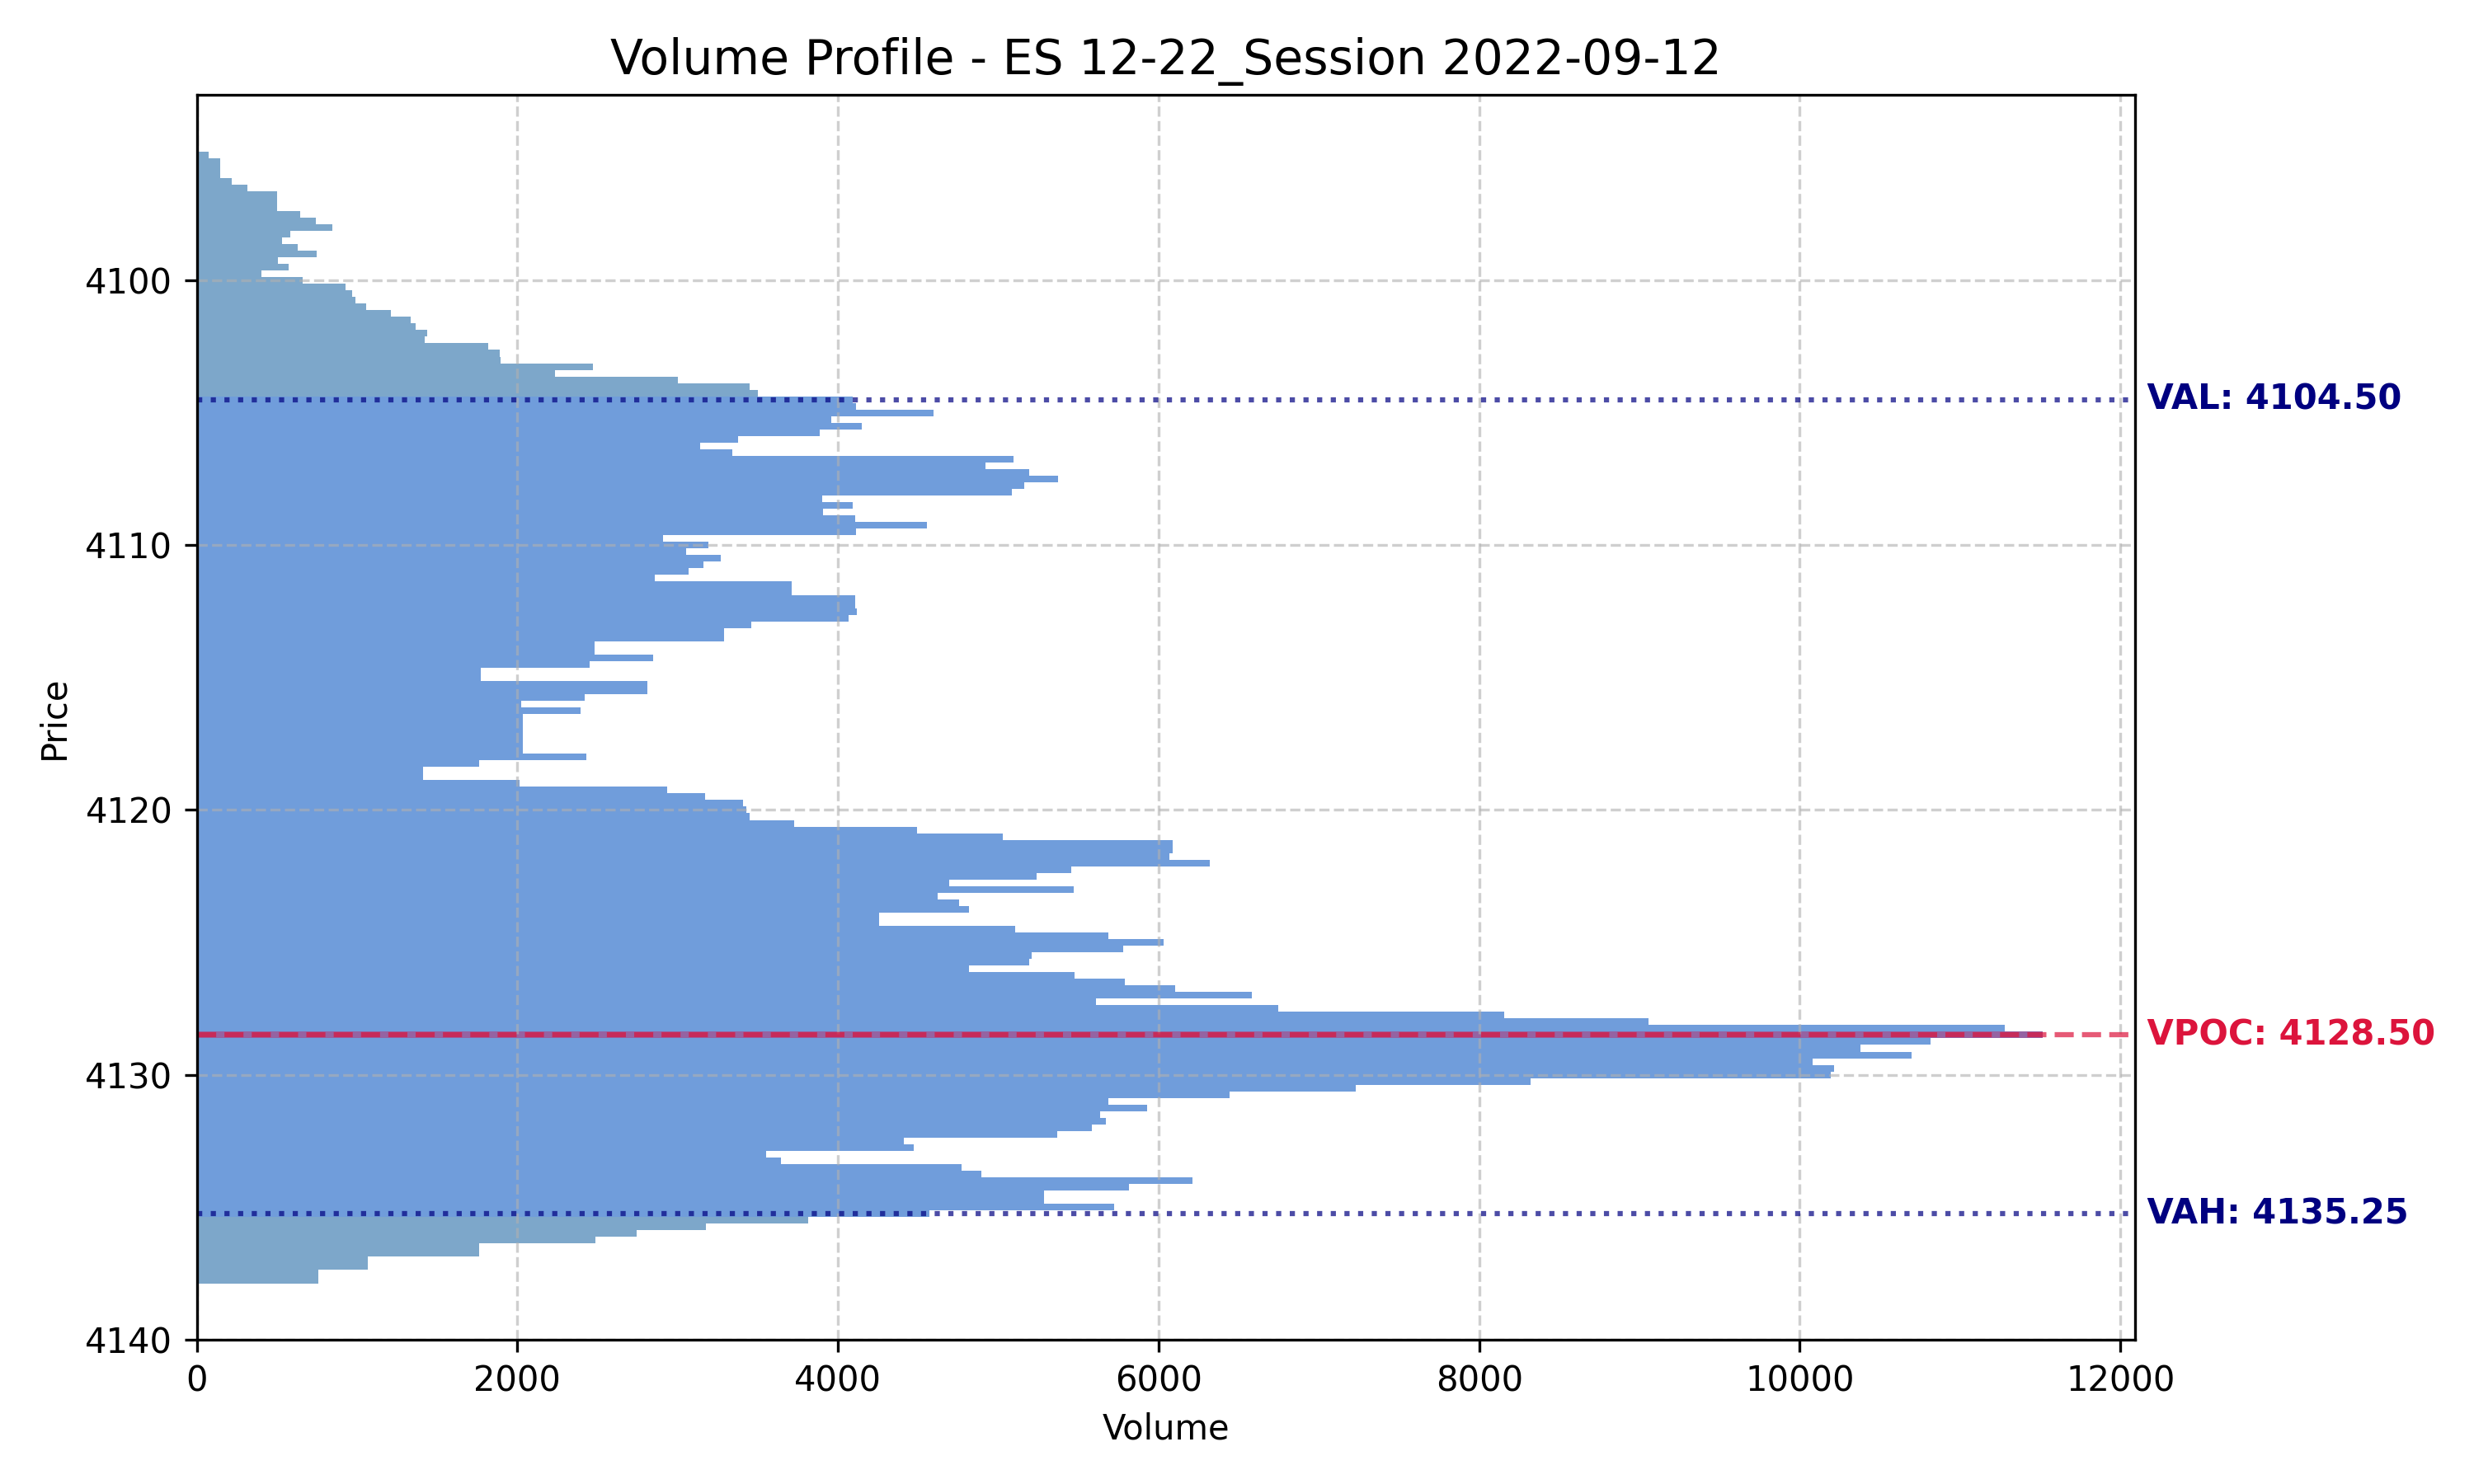 Volume Profile - ES 12-22_Session 2022-09-12
4100
VAL: 4104.50
4110
Price
4120
VPOC: 4128.50
4130
VAH: 4135.25
4140
0 2000 4000 6000 8000 10000 12000
Volume